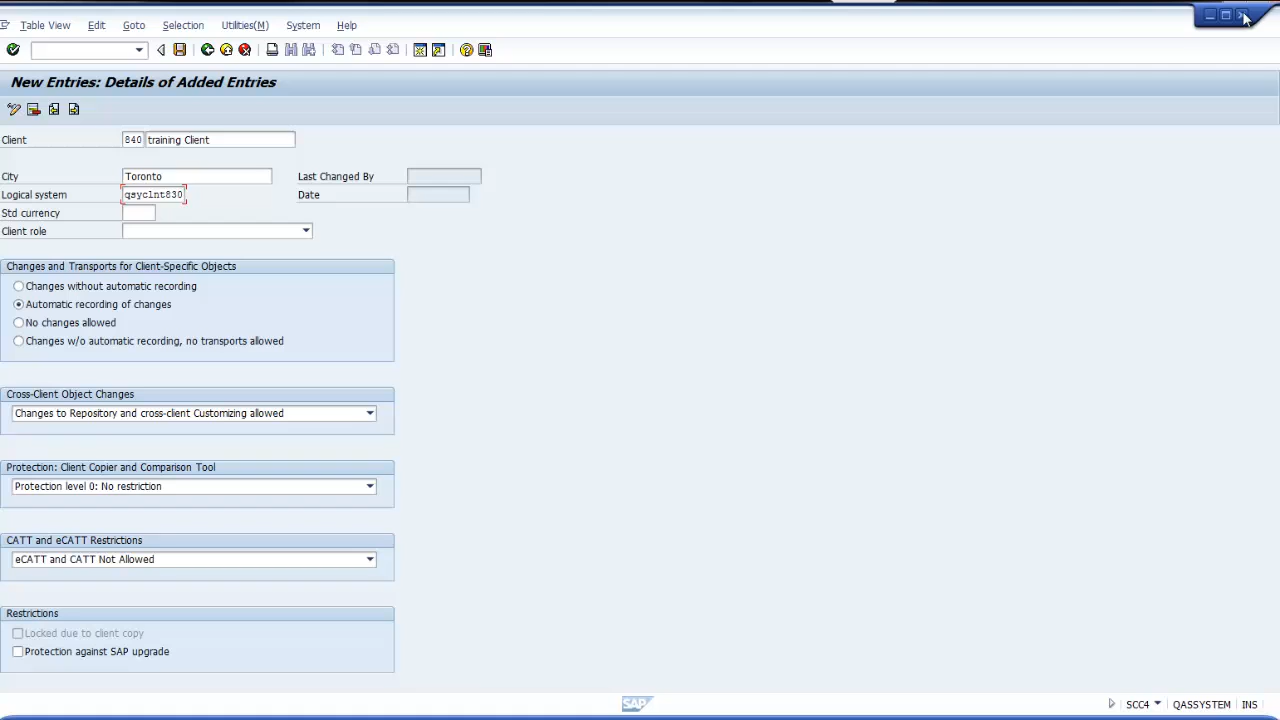 Table View Edit Goto Selection Utilities(M) System Help
New Entries: Details of Added Entries
Client 840 training Client
City Toronto Last Changed By
Logical system qsyclnt830 Date
Std currency
Client role
Changes and Transports for Client-Specific Objects
Changes without automatic recording
Automatic recording of changes
No changes allowed
Changes w/o automatic recording, no transports allowed
Cross-Client Object Changes
Changes to Repository and cross-client Customizing allowed
Protection: Client Copier and Comparison Tool
Protection level 0: No restriction
CATT and eCATT Restrictions
eCATT and CATT Not Allowed
Restrictions
Locked due to client copy
Protection against SAP upgrade
SAP SCC4 QASSYSTEM INS